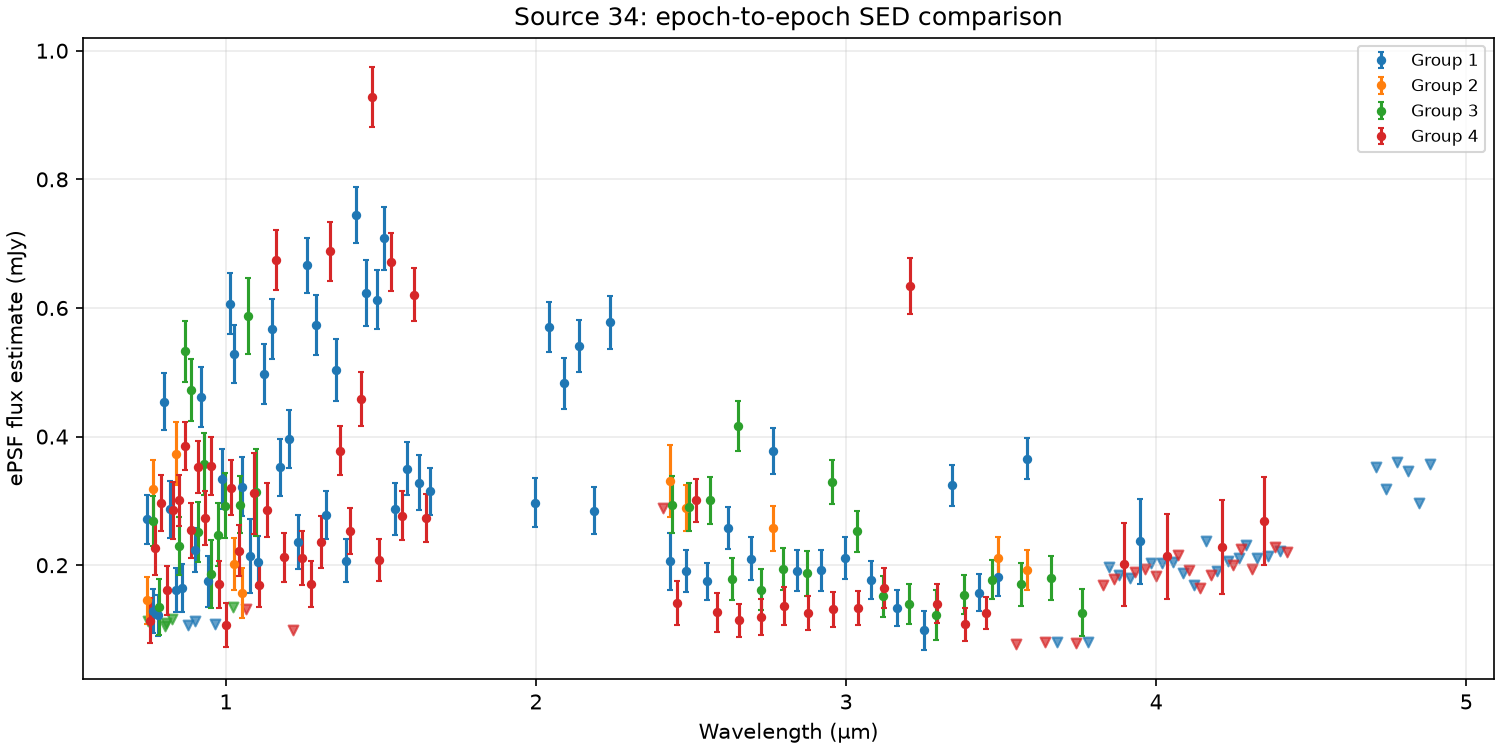 Source 34: epoch-to-epoch SED comparison
ePSF flux estimate (mJy)
1.0
0.8
0.6
0.4
0.2
Group 1
Group 2
Group 3
Group 4
1 2 3 4 5
Wavelength (μm)